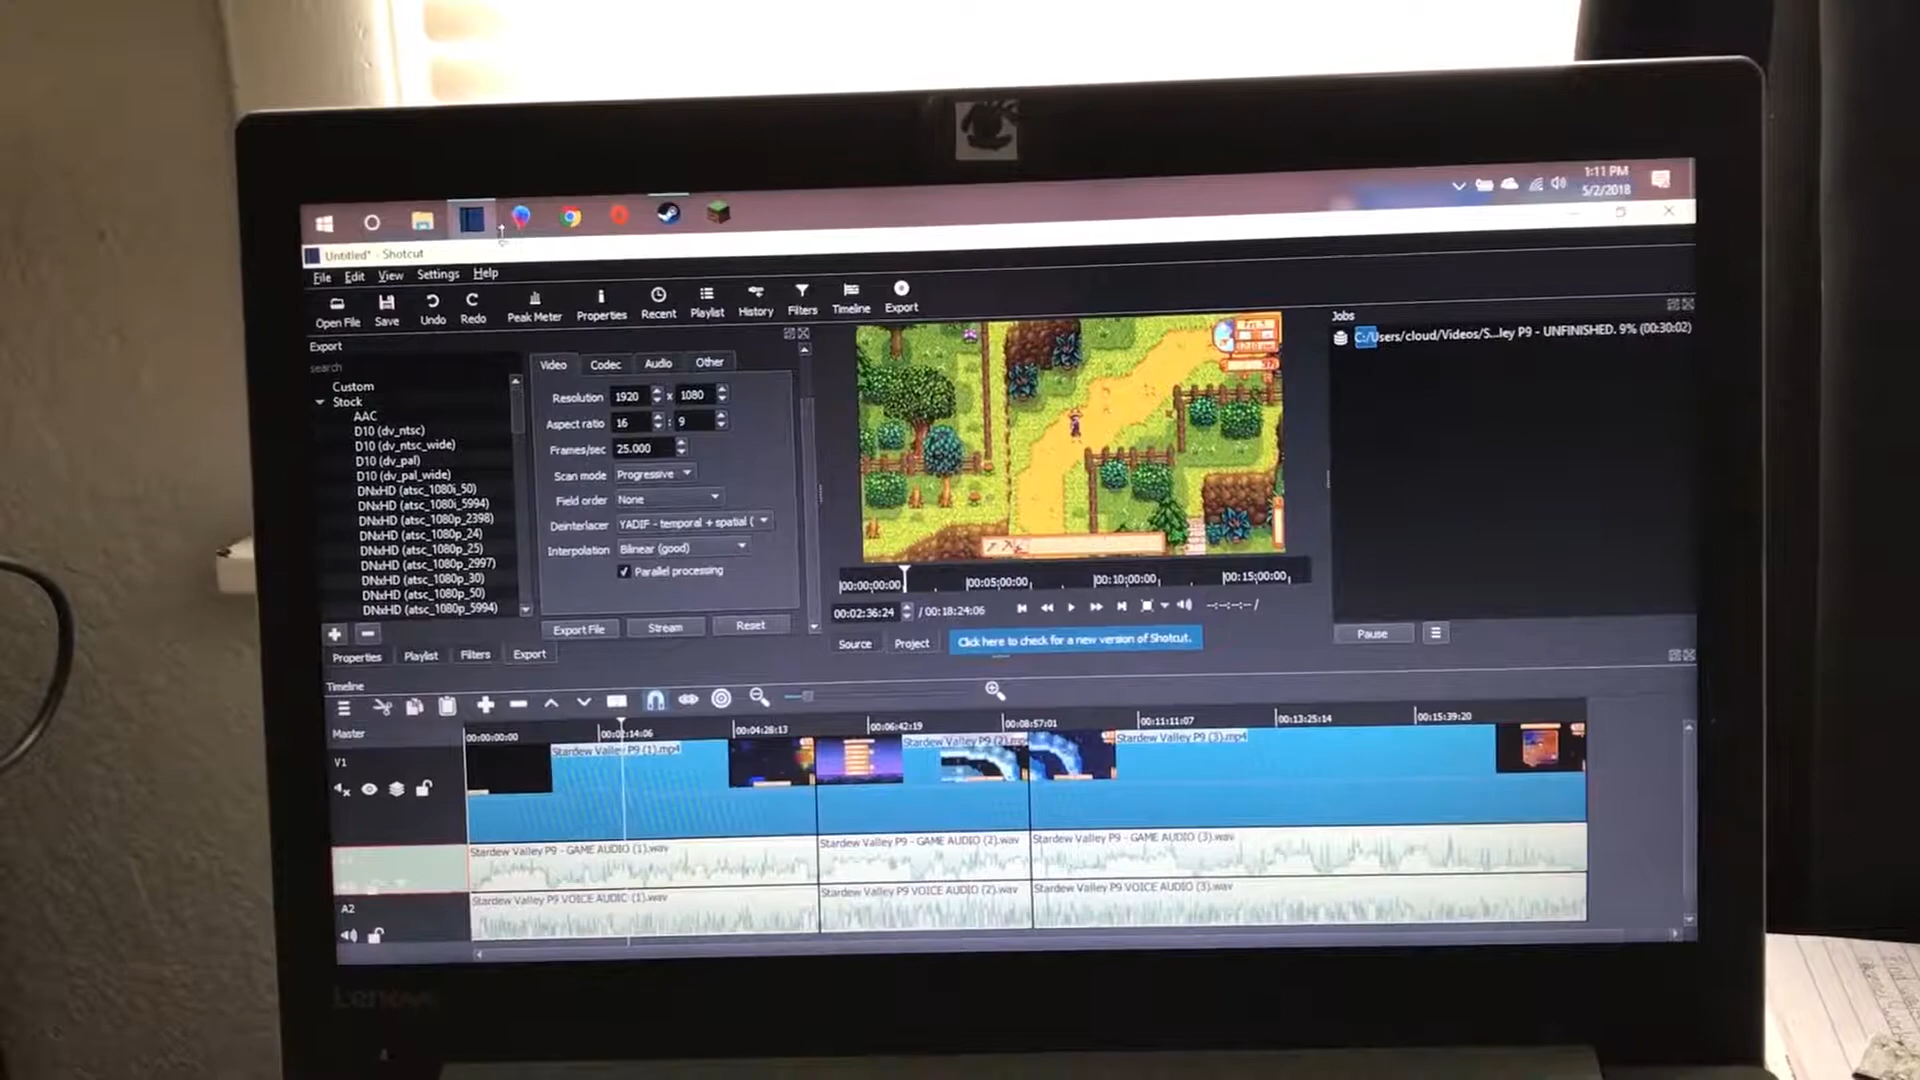 1:11 PM
5/2/2018
Untitled* - Shotcut
File Edit View Settings Help
Open File Save Undo Redo Peak Meter Properties Recent Playlist History Filters Timeline Export
Export
search
Custom
Stock
AAC
D10 (dv_ntsc)
D10 (dv_ntsc_wide)
D10 (dv_pal)
D10 (dv_pal_wide)
DNxHD (atsc_1080i_50)
DNxHD (atsc_1080i_5994)
DNxHD (atsc_1080p_2398)
DNxHD (atsc_1080p_24)
DNxHD (atsc_1080p_25)
DNxHD (atsc_1080p_2997)
DNxHD (atsc_1080p_30)
DNxHD (atsc_1080p_50)
DNxHD (atsc_1080p_5994)
Video Codec Audio Other
Resolution 1920 x 1080
Aspect ratio 16 : 9
Frames/sec 25.000
Scan mode Progressive
Field order None
Deinterlacer YADIF - temporal + spatial (
Interpolation Bilinear (good)
Parallel processing
Export File Stream Reset
Properties Playlist Filters Export
00:00:00:00 00:05:00:00 00:10:00:00 00:15:00:00
00:02:36:24 / 00:18:24:06 --:--:--:-- /
Source Project Click here to check for a new version of Shotcut.
Jobs
C:/Users/cloud/Videos/S...ley P9 - UNFINISHED. 9% (00:30:02)
Pause
Timeline
Master
00:00:00:00 00:02:14:06 00:04:28:13 00:06:42:19 00:08:57:01 00:11:11:07 00:13:25:14 00:15:39:20
V1
Stardew Valley P9 (1).mp4 Stardew Valley P9 (2).mp Stardew Valley P9 (3).mp4
Stardew Valley P9 - GAME AUDIO (1).wav Stardew Valley P9 - GAME AUDIO (2).wav Stardew Valley P9 - GAME AUDIO (3).wav
A2
Stardew Valley P9 VOICE AUDIO (1).wav Stardew Valley P9 VOICE AUDIO (2).wav Stardew Valley P9 VOICE AUDIO (3).wav
Lenovo